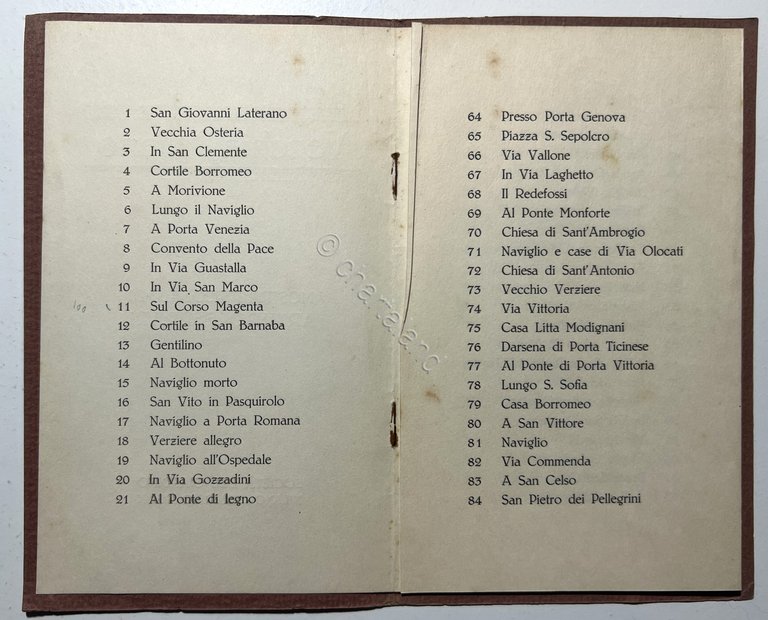 1 San Giovanni Laterano
2 Vecchia Osteria
3 In San Clemente
4 Cortile Borromeo
5 A Morivione
6 Lungo il Naviglio
7 A Porta Venezia
8 Convento della Pace
9 In Via Guastalla
10 In Via San Marco
100 11 Sul Corso Magenta
12 Cortile in San Barnaba
13 Gentilino
14 Al Bottonuto
15 Naviglio morto
16 San Vito in Pasquirolo
17 Naviglio a Porta Romana
18 Verziere allegro
19 Naviglio all'Ospedale
20 In Via Gozzadini
21 Al Ponte di legno
64 Presso Porta Genova
65 Piazza S. Sepolcro
66 Via Vallone
67 In Via Laghetto
68 Il Redefossi
69 Al Ponte Monforte
70 Chiesa di Sant'Ambrogio
71 Naviglio e case di Via Olocati
72 Chiesa di Sant'Antonio
73 Vecchio Verziere
74 Via Vittoria
75 Casa Litta Modignani
76 Darsena di Porta Ticinese
77 Al Ponte di Porta Vittoria
78 Lungo S. Sofia
79 Casa Borromeo
80 A San Vittore
81 Naviglio
82 Via Commenda
83 A San Celso
84 San Pietro dei Pellegrini
© chartaland